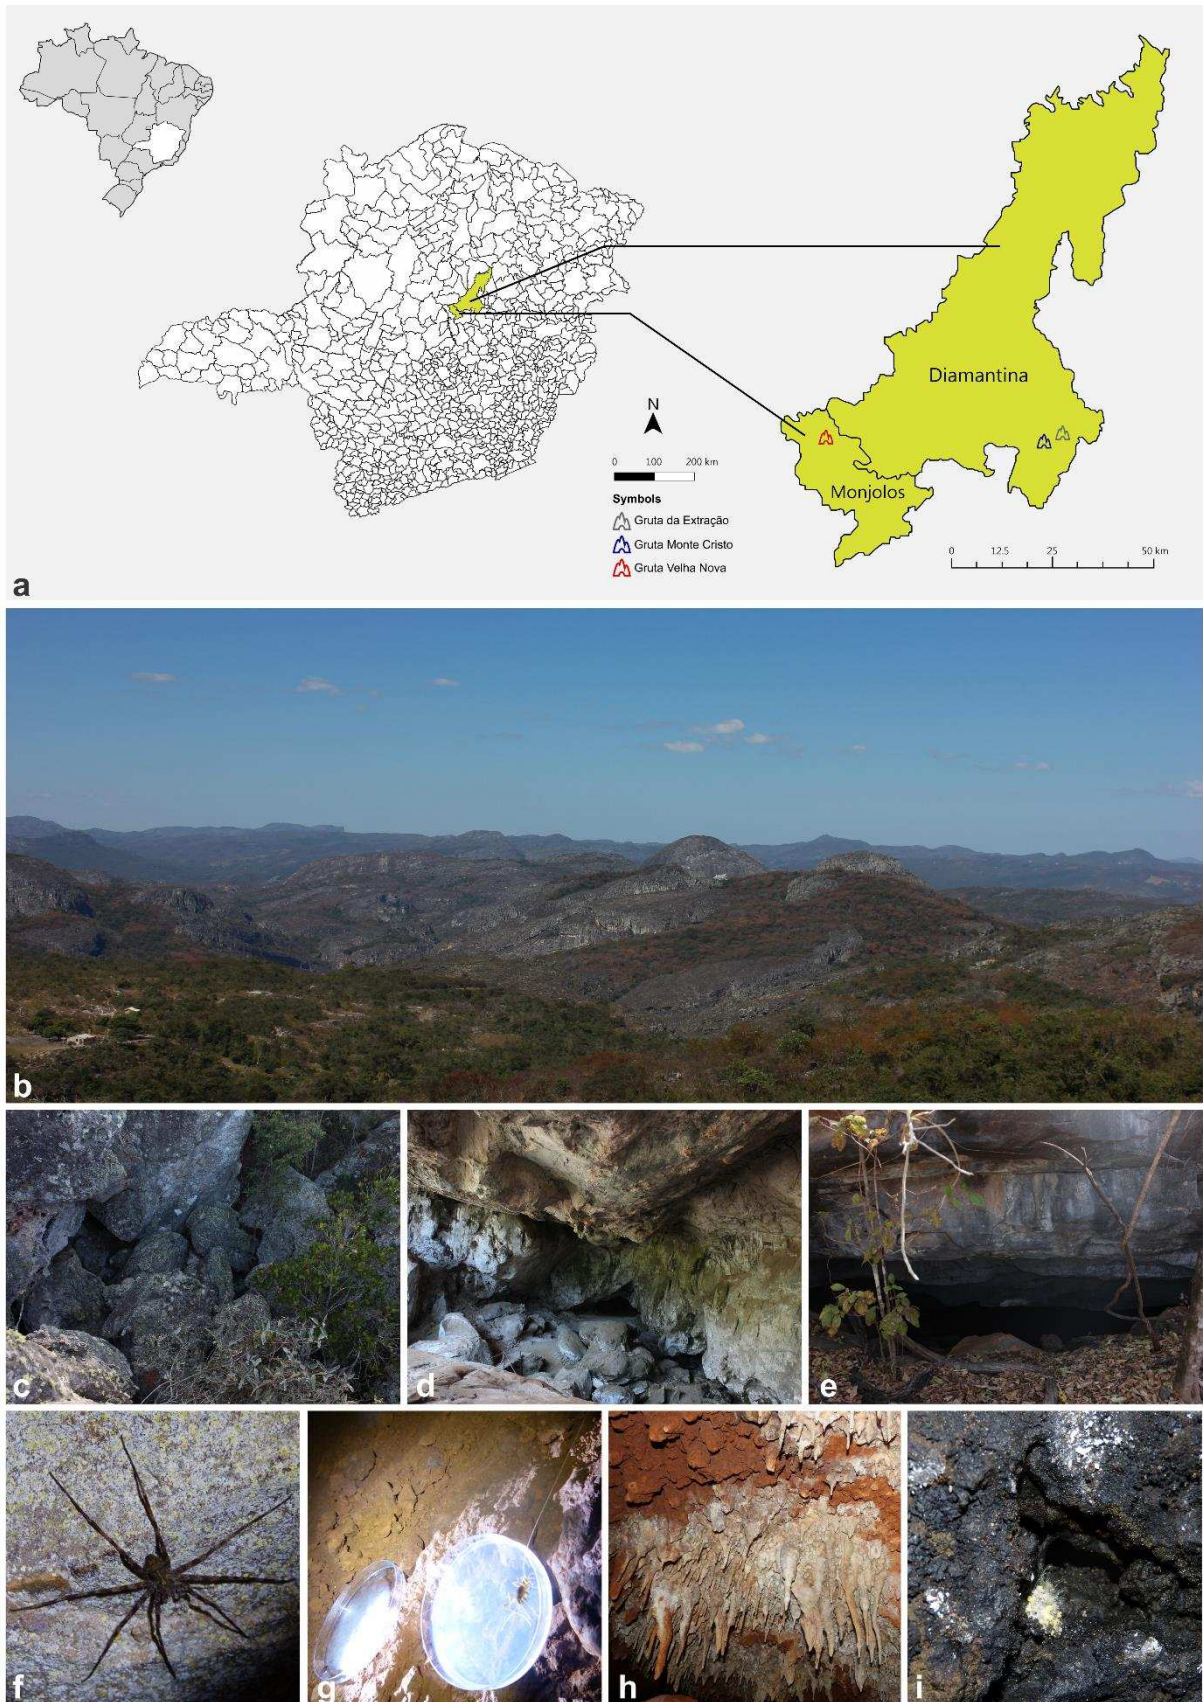 Diamantina
Monjolos
N
0 100 200 km
Symbols
Gruta da Extração
Gruta Monte Cristo
Gruta Velha Nova
0 12.5 25 50 km
a
b
c
d
e
f
g
h
i